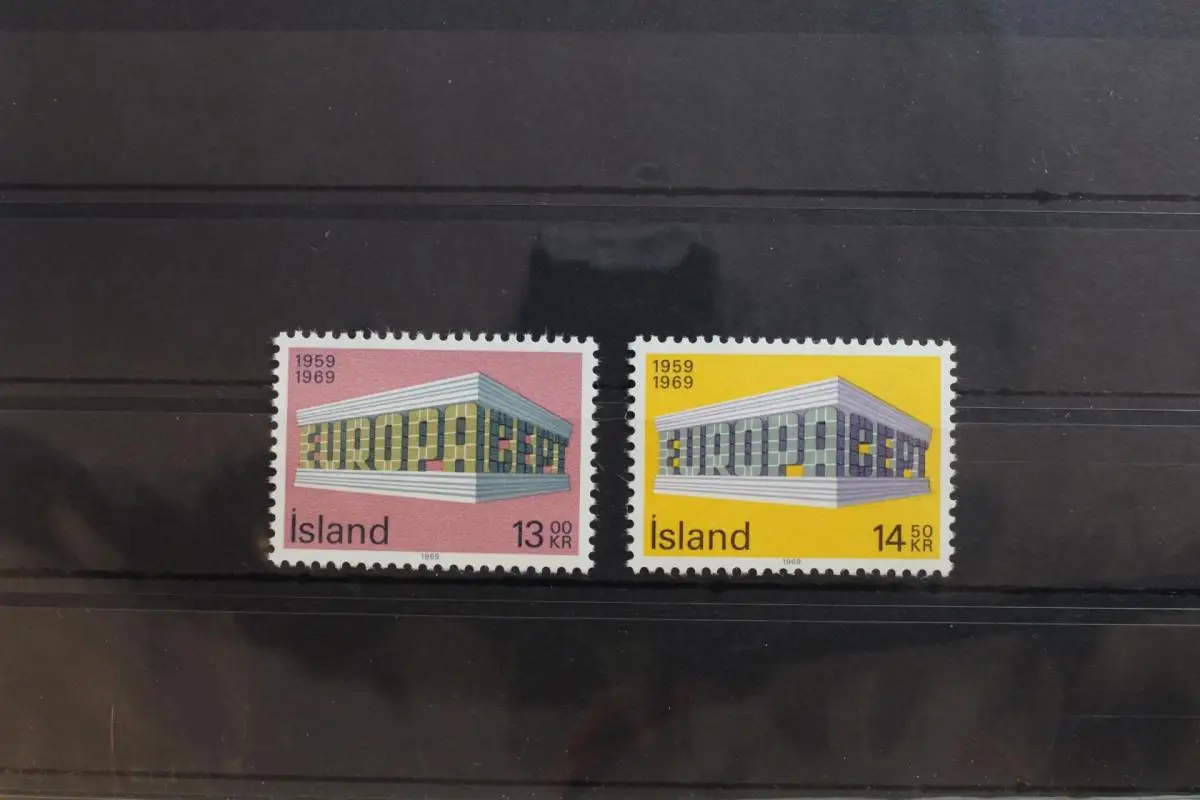 1959
1969
EUROPA CEPT
Ísland
13 00 KR
1969
1959
1969
EUROPA CEPT
Ísland
14 50 KR
1969